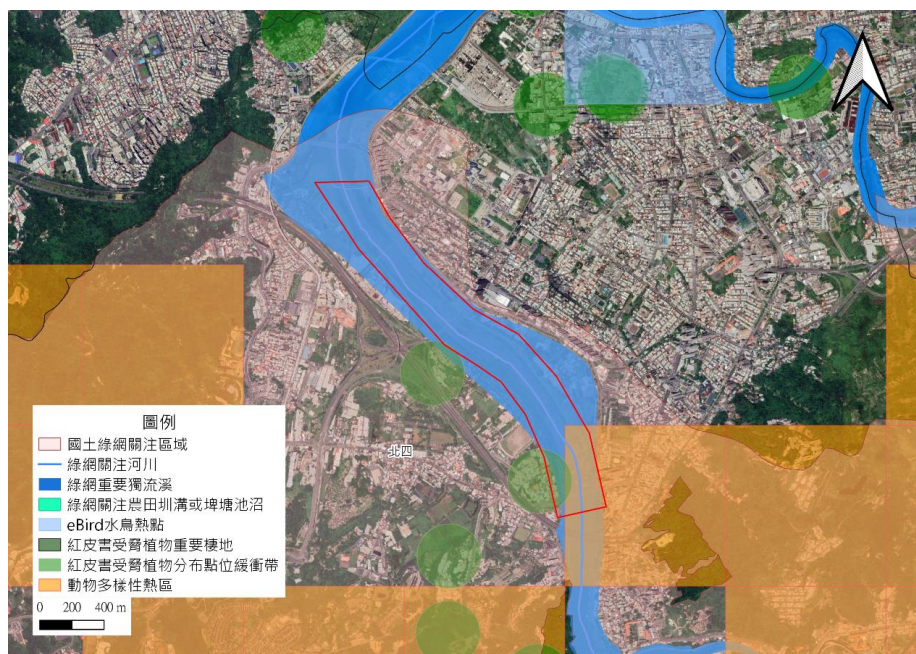 北四
圖例
國土綠網關注區域
綠網關注河川
綠網重要獨流溪
綠網關注農田圳溝或埤塘池沼
eBird水鳥熱點
紅皮書受脅植物重要棲地
紅皮書受脅植物分布點位緩衝帶
動物多樣性熱區
0 200 400 m